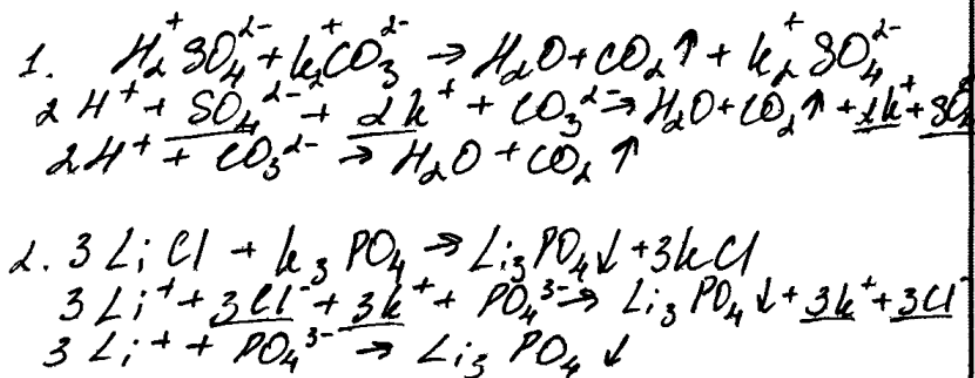 1. H₂⁺SO₄²⁻ + K₂⁺CO₃²⁻ → H₂O + CO₂↑ + K₂⁺SO₄²⁻
2H⁺ + SO₄²⁻ + 2K⁺ + CO₃²⁻ → H₂O + CO₂↑ + 2K⁺ + SO₄
2H⁺ + CO₃²⁻ → H₂O + CO₂↑
2. 3LiCl + K₃PO₄ → Li₃PO₄↓ + 3KCl
3Li⁺ + 3Cl⁻ + 3K⁺ + PO₄³⁻ → Li₃PO₄↓ + 3K⁺ + 3Cl⁻
3Li⁺ + PO₄³⁻ → Li₃PO₄↓